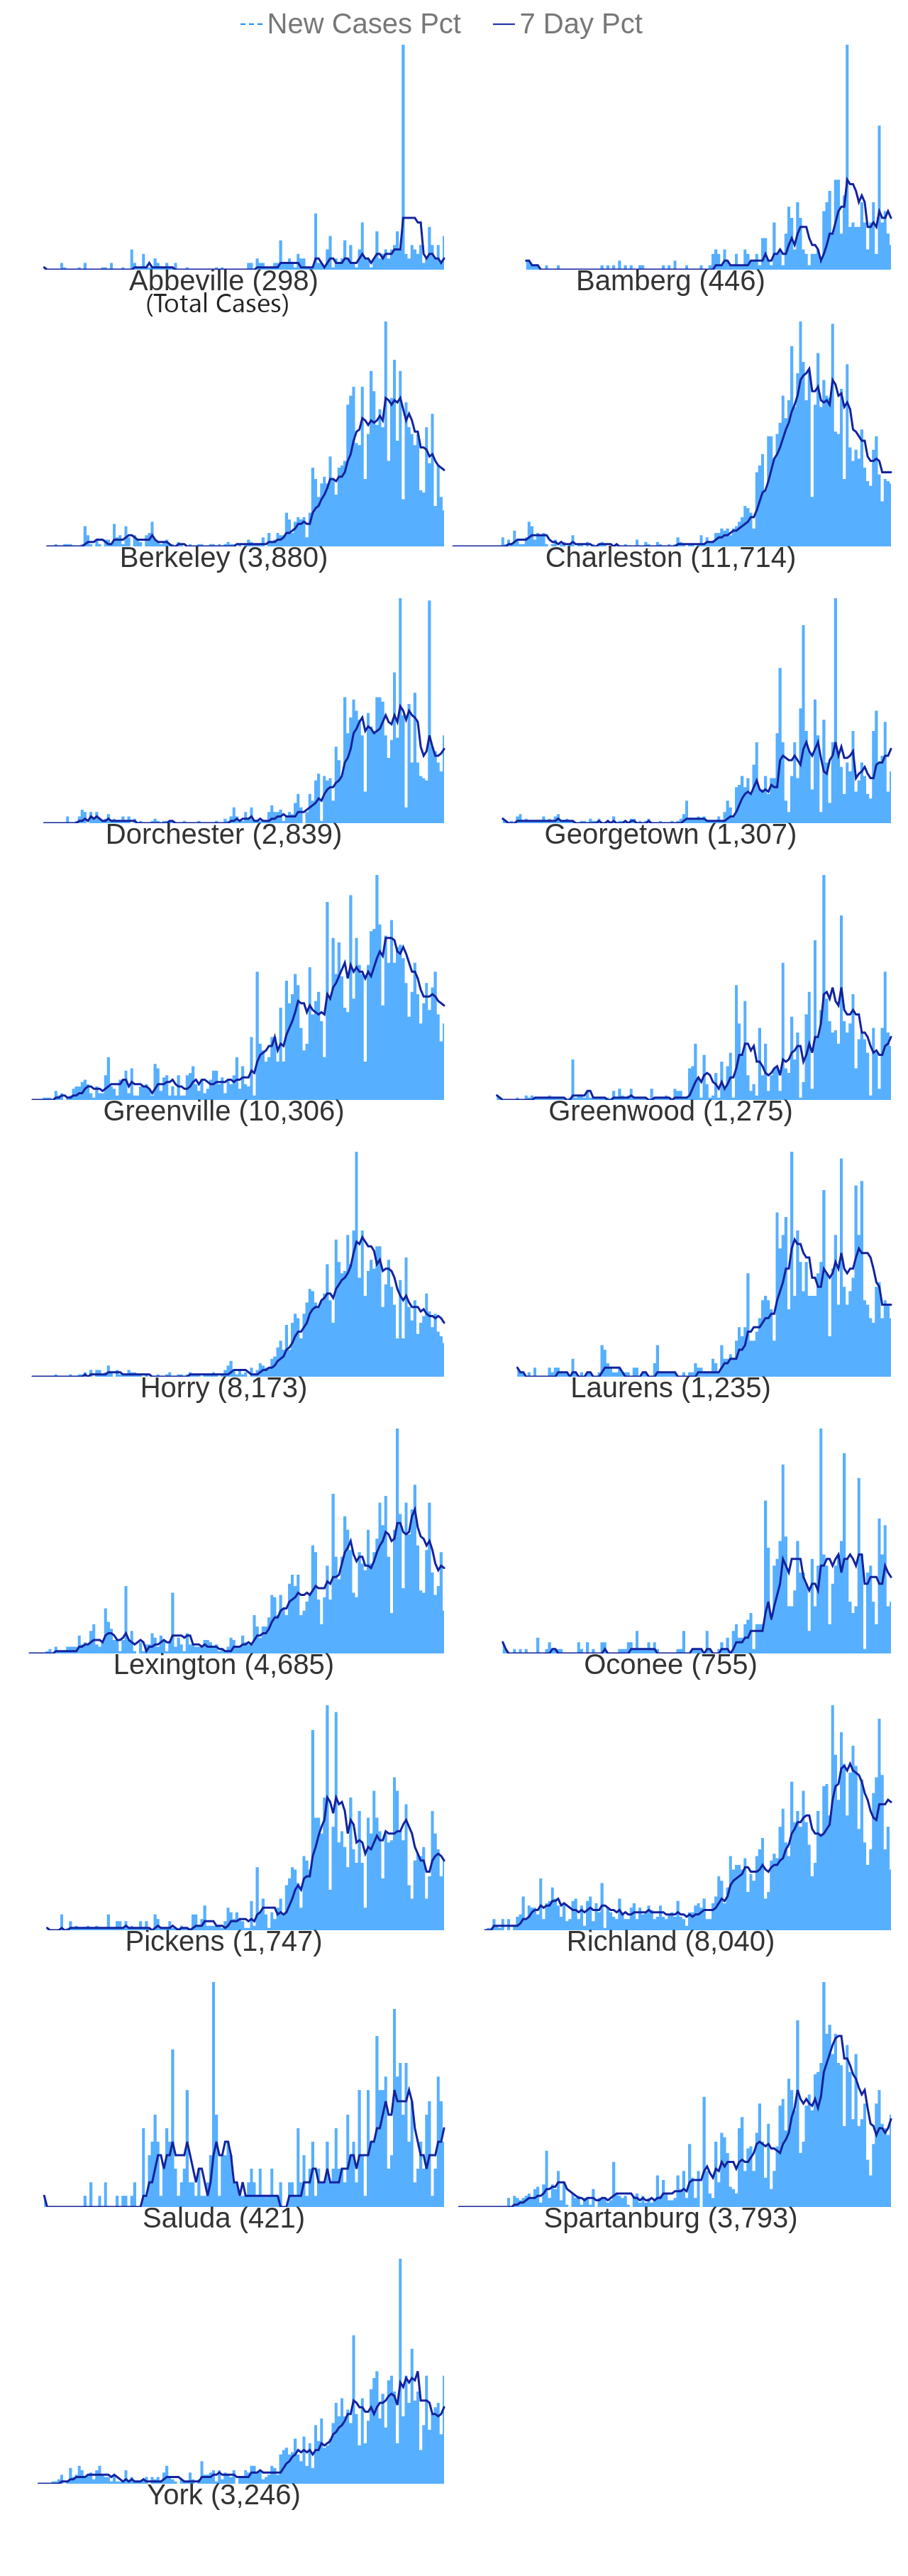 New Cases Pct 7 Day Pct
Abbeville (298) Bamberg (446)
(Total Cases)
Berkeley (3,880) Charleston (11,714)
Dorchester (2,839) Georgetown (1,307)
Greenville (10,306) Greenwood (1,275)
Horry (8,173) Laurens (1,235)
Lexington (4,685) Oconee (755)
Pickens (1,747) Richland (8,040)
Saluda (421) Spartanburg (3,793)
York (3,246)